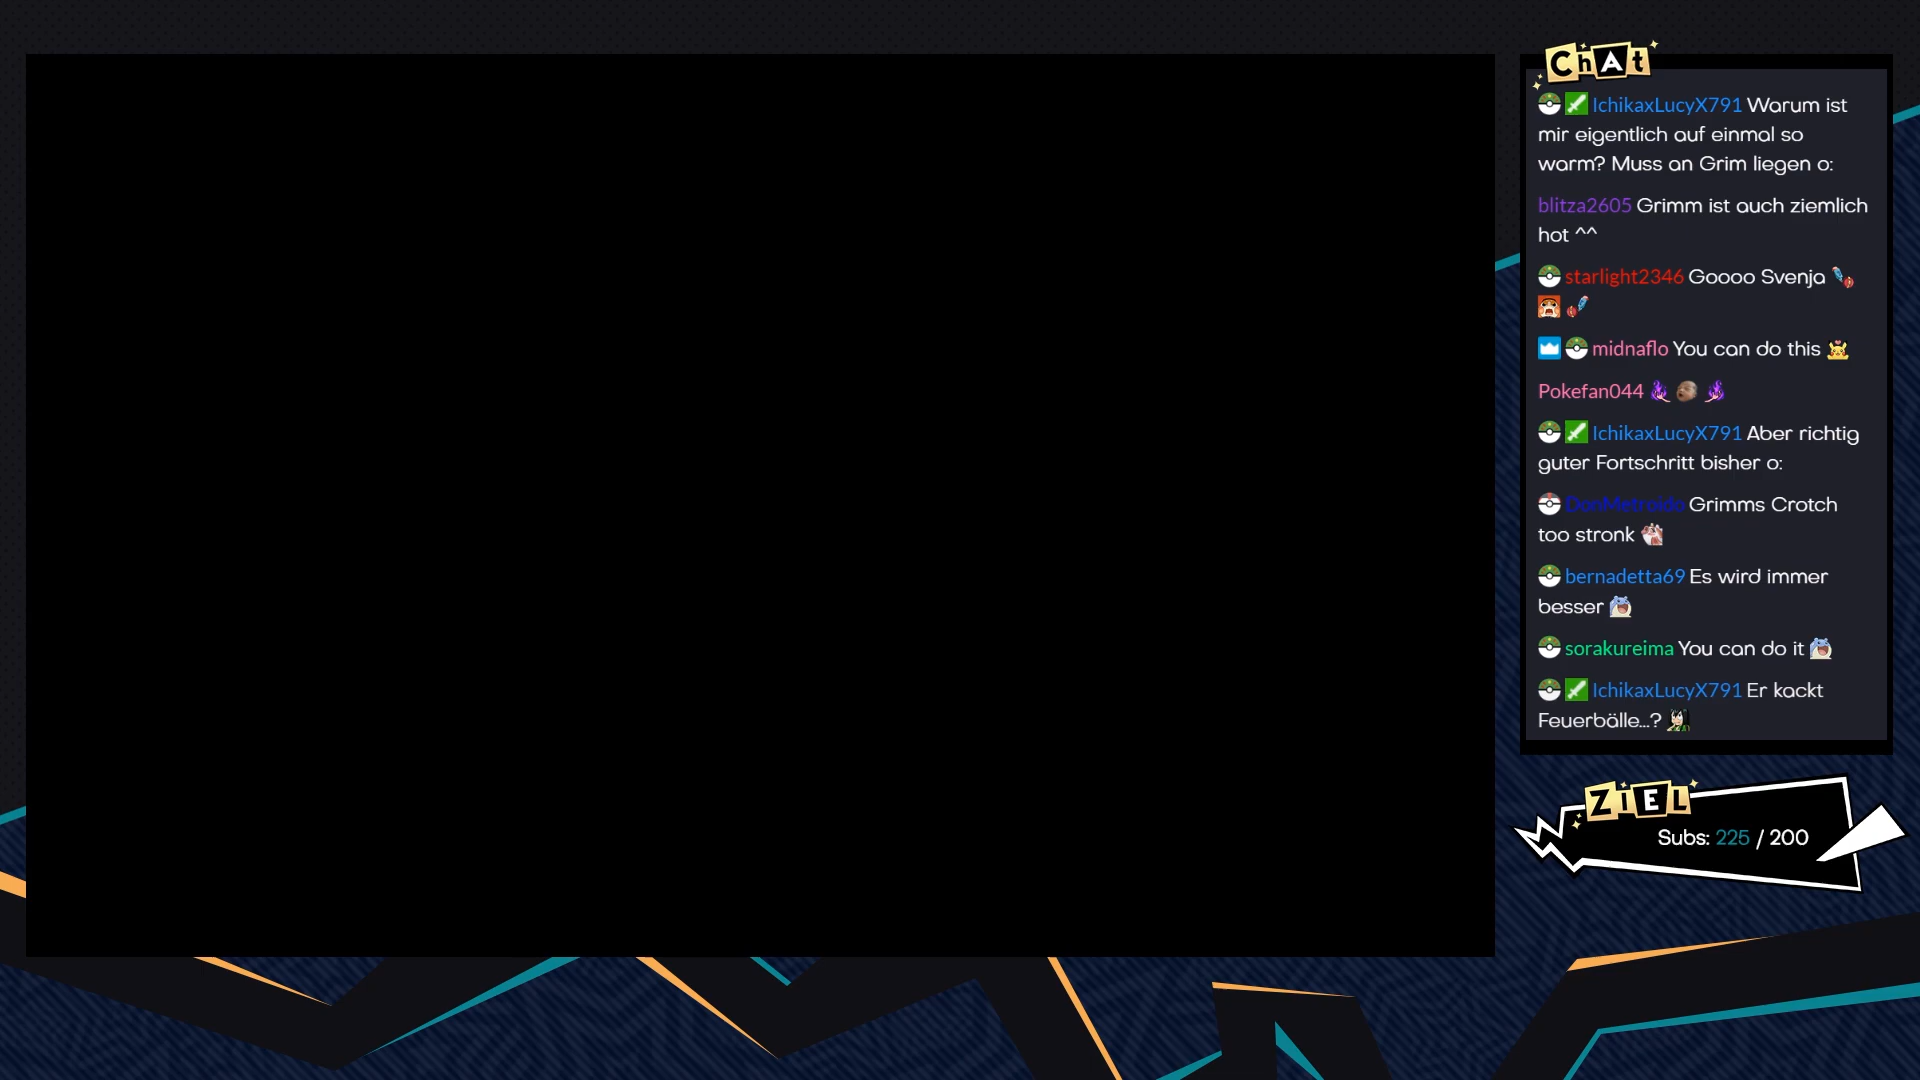 ChAt
IchikaxLucyX791 Warum ist
mir eigentlich auf einmal so
warm? Muss an Grim liegen o:
blitza2605 Grimm ist auch ziemlich
hot ^^
starlight2346 Goooo Svenja
midnaflo You can do this
Pokefan044
IchikaxLucyX791 Aber richtig
guter Fortschritt bisher o:
DonMetroido Grimms Crotch
too stronk
bernadetta69 Es wird immer
besser
sorakureima You can do it
IchikaxLucyX791 Er kackt
Feuerbälle...?
ZiEL
Subs: 225 / 200